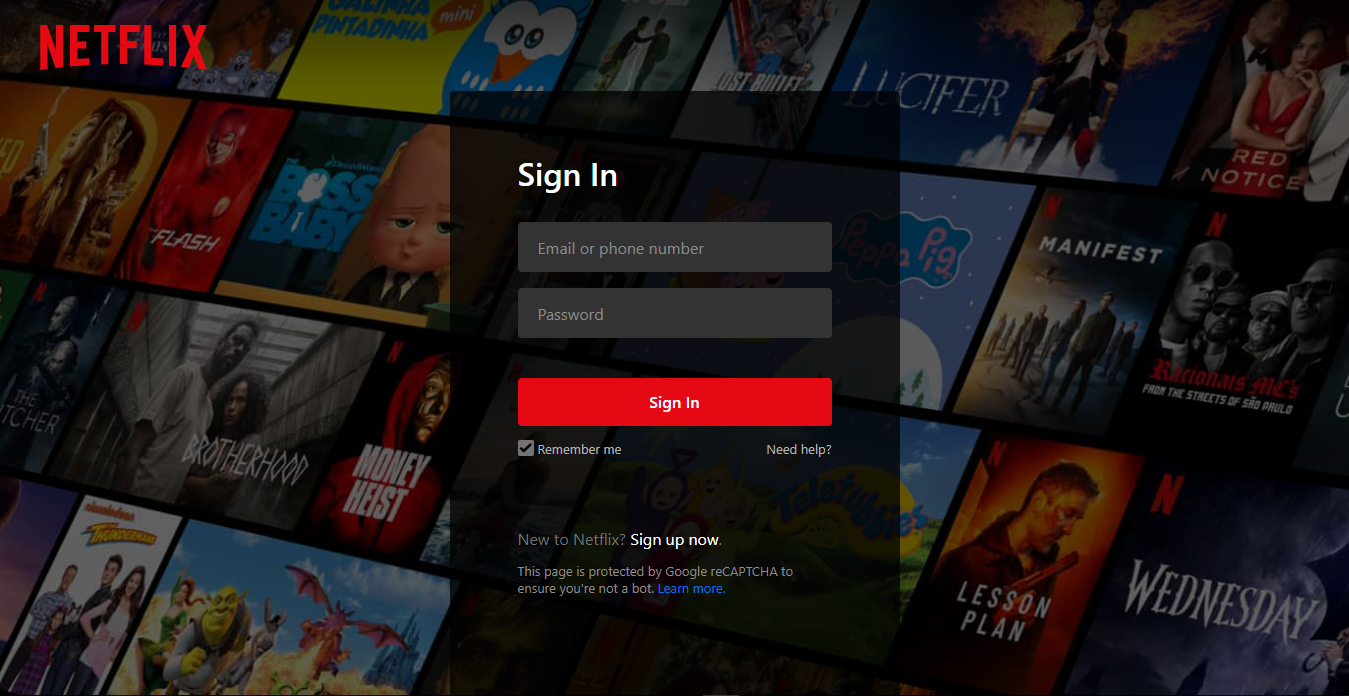 NETFLIX
GALINHA
PINTADINHA
mini
LOST BULLET
LUCIFER
RED
NOTICE
FLASH
THE
DREAMWORKS
BOSS
BABY
Sign In
Email or phone number
Peppa Pig
MANIFEST
Password
Racionais MC's
FROM THE STREETS OF SÃO PAULO
THE
BROTHERHOOD
MONEY
HEIST
Sign In
Remember me
Need help?
Teletubbies
nickelodeon
THUNDERMANS
New to Netflix? Sign up now.
This page is protected by Google reCAPTCHA to
ensure you're not a bot. Learn more.
LESSON
PLAN
WEDNESDAY